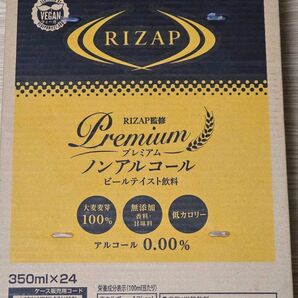 VEGAN
RIZAP
RIZAP監修
Premium
プレミアム
ノンアルコール
ビールテイスト飲料
大麦麦芽
100%
無添加
香料・
甘味料
低カロリー
アルコール 0.00%
350ml×24
ケース販売用コード
栄養成分表示(100ml当たり)